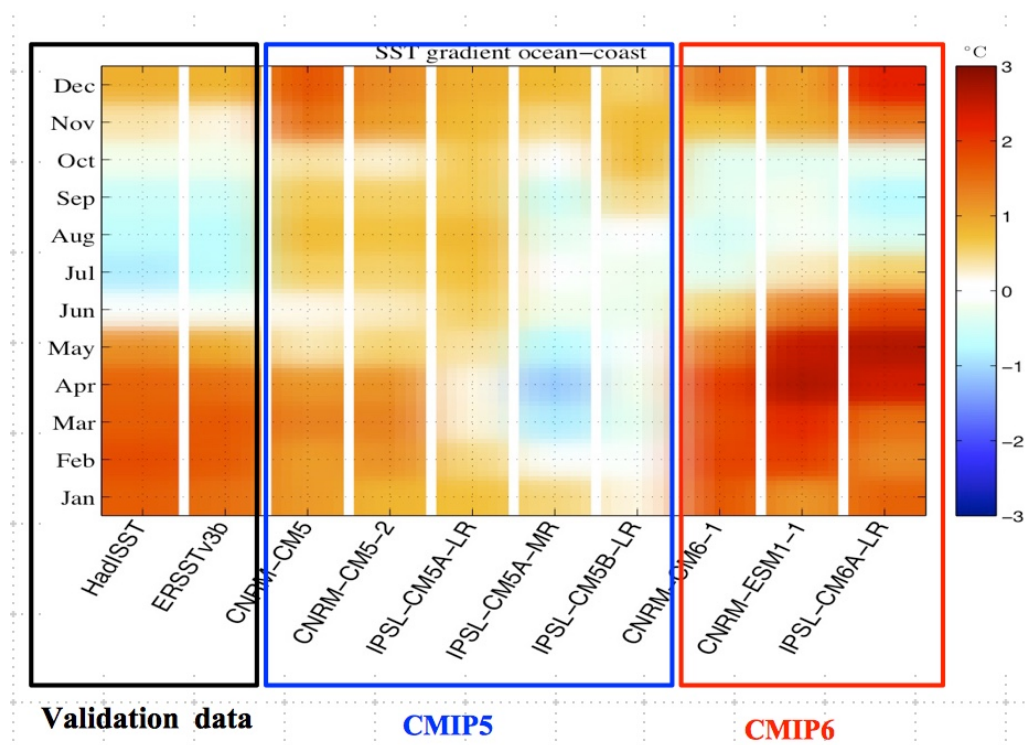 SST gradient ocean-coast
°C
Dec
Nov
Oct
Sep
Aug
Jul
Jun
May
Apr
Mar
Feb
Jan
3
2
1
0
-1
-2
-3
HadISST
ERSSTv3b
CNRM-CM5
CNRM-CM5-2
IPSL-CM5A-LR
IPSL-CM5A-MR
IPSL-CM5B-LR
CNRM-CM6-1
CNRM-ESM1-1
IPSL-CM6A-LR
Validation data
CMIP5
CMIP6